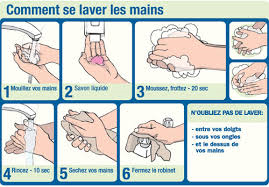 Comment se laver les mains
1 Mouillez vos mains
2 Savon liquide
3 Moussez, frottez - 20 sec
4 Rincez - 10 sec
5 Sechez vos mains
6 Fermez le robinet
N'OUBLIEZ PAS DE LAVER:
- entre vos doigts
- sous vos ongles
- et le dessus de
vos mains